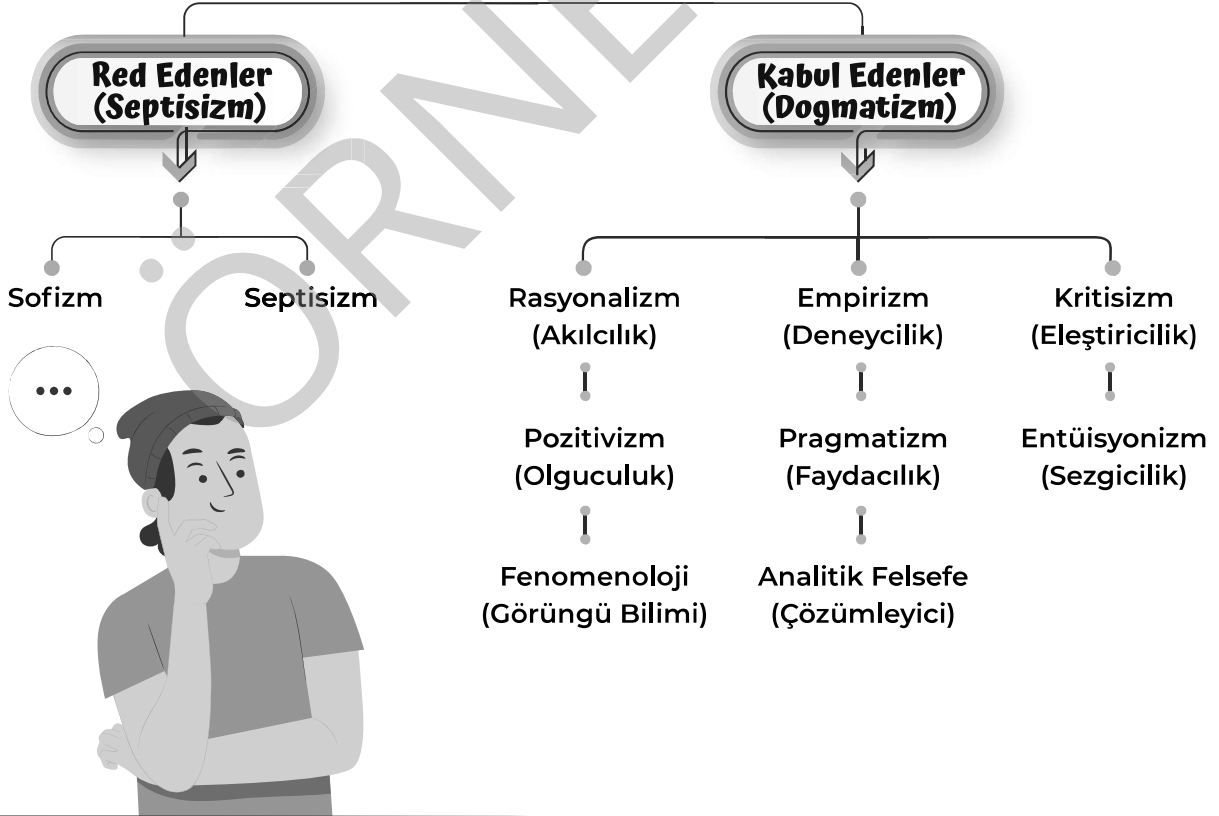 Red Edenler
(Septisizm)
Kabul Edenler
(Dogmatizm)
Sofizm
Septisizm
Rasyonalizm
(Akılcılık)
Empirizm
(Deneycilik)
Kritisizm
(Eleştiricilik)
Pozitivizm
(Olguculuk)
Pragmatizm
(Faydacılık)
Entüisyonizm
(Sezgicilik)
Fenomenoloji
(Görüngü Bilimi)
Analitik Felsefe
(Çözümleyici)
ÖRNE